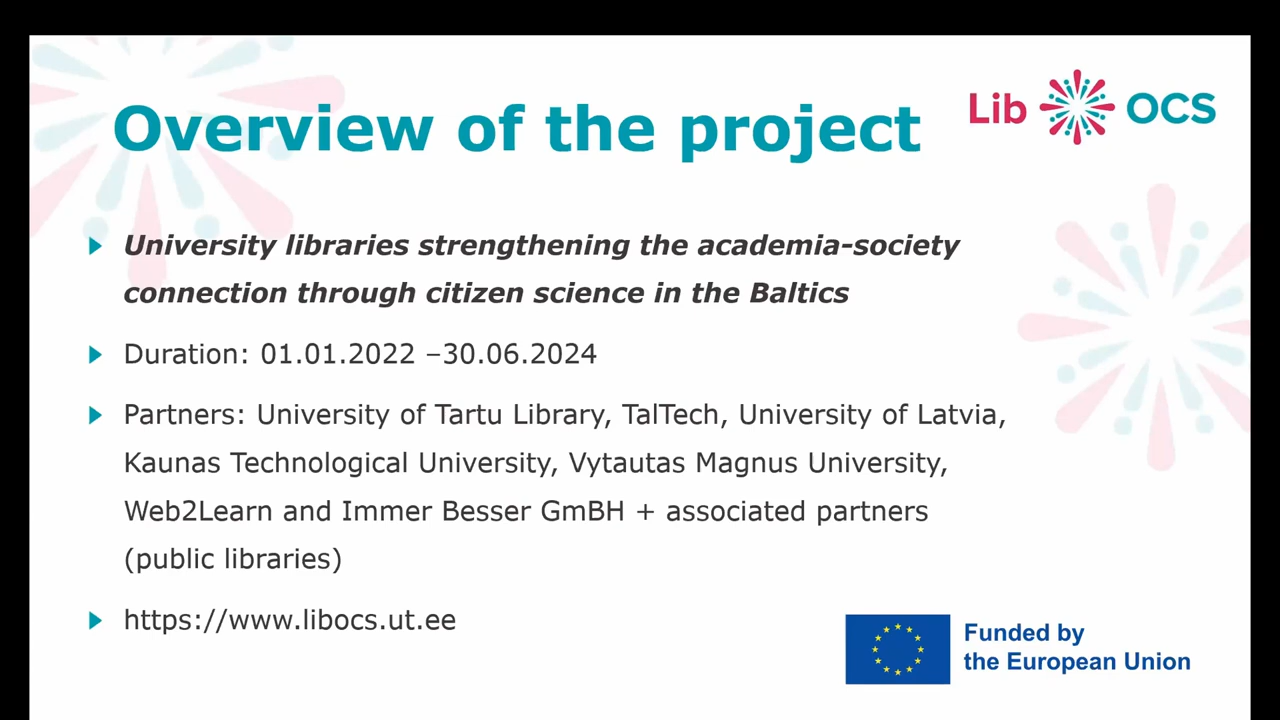 Overview of the project
Lib OCS
University libraries strengthening the academia-society
connection through citizen science in the Baltics
Duration: 01.01.2022 –30.06.2024
Partners: University of Tartu Library, TalTech, University of Latvia,
Kaunas Technological University, Vytautas Magnus University,
Web2Learn and Immer Besser GmBH + associated partners
(public libraries)
https://www.libocs.ut.ee
Funded by
the European Union